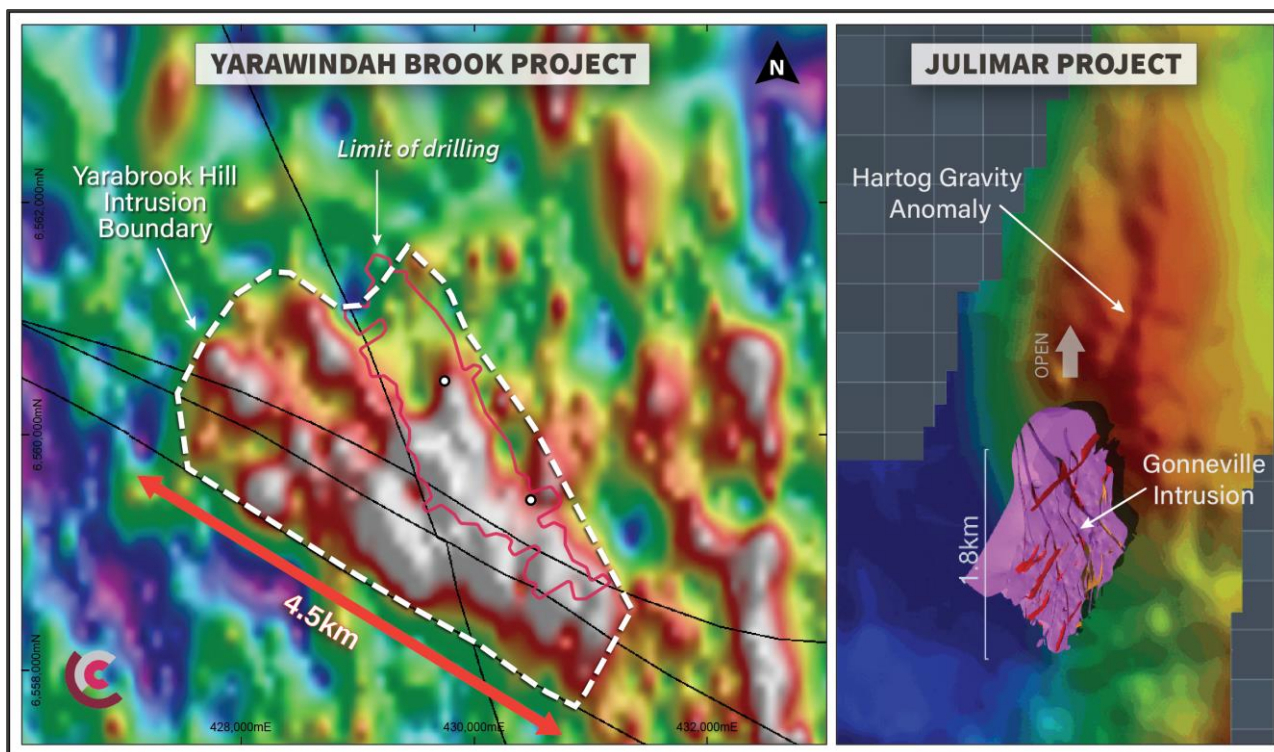 YARAWINDAH BROOK PROJECT
N
Limit of drilling
Yarabrook Hill
Intrusion
Boundary
6,562,000mN
6,560,000mN
6,558,000mN
4.5km
428,000mE
430,000mE
432,000mE
JULIMAR PROJECT
Hartog Gravity
Anomaly
OPEN
Gonneville
Intrusion
1.8km